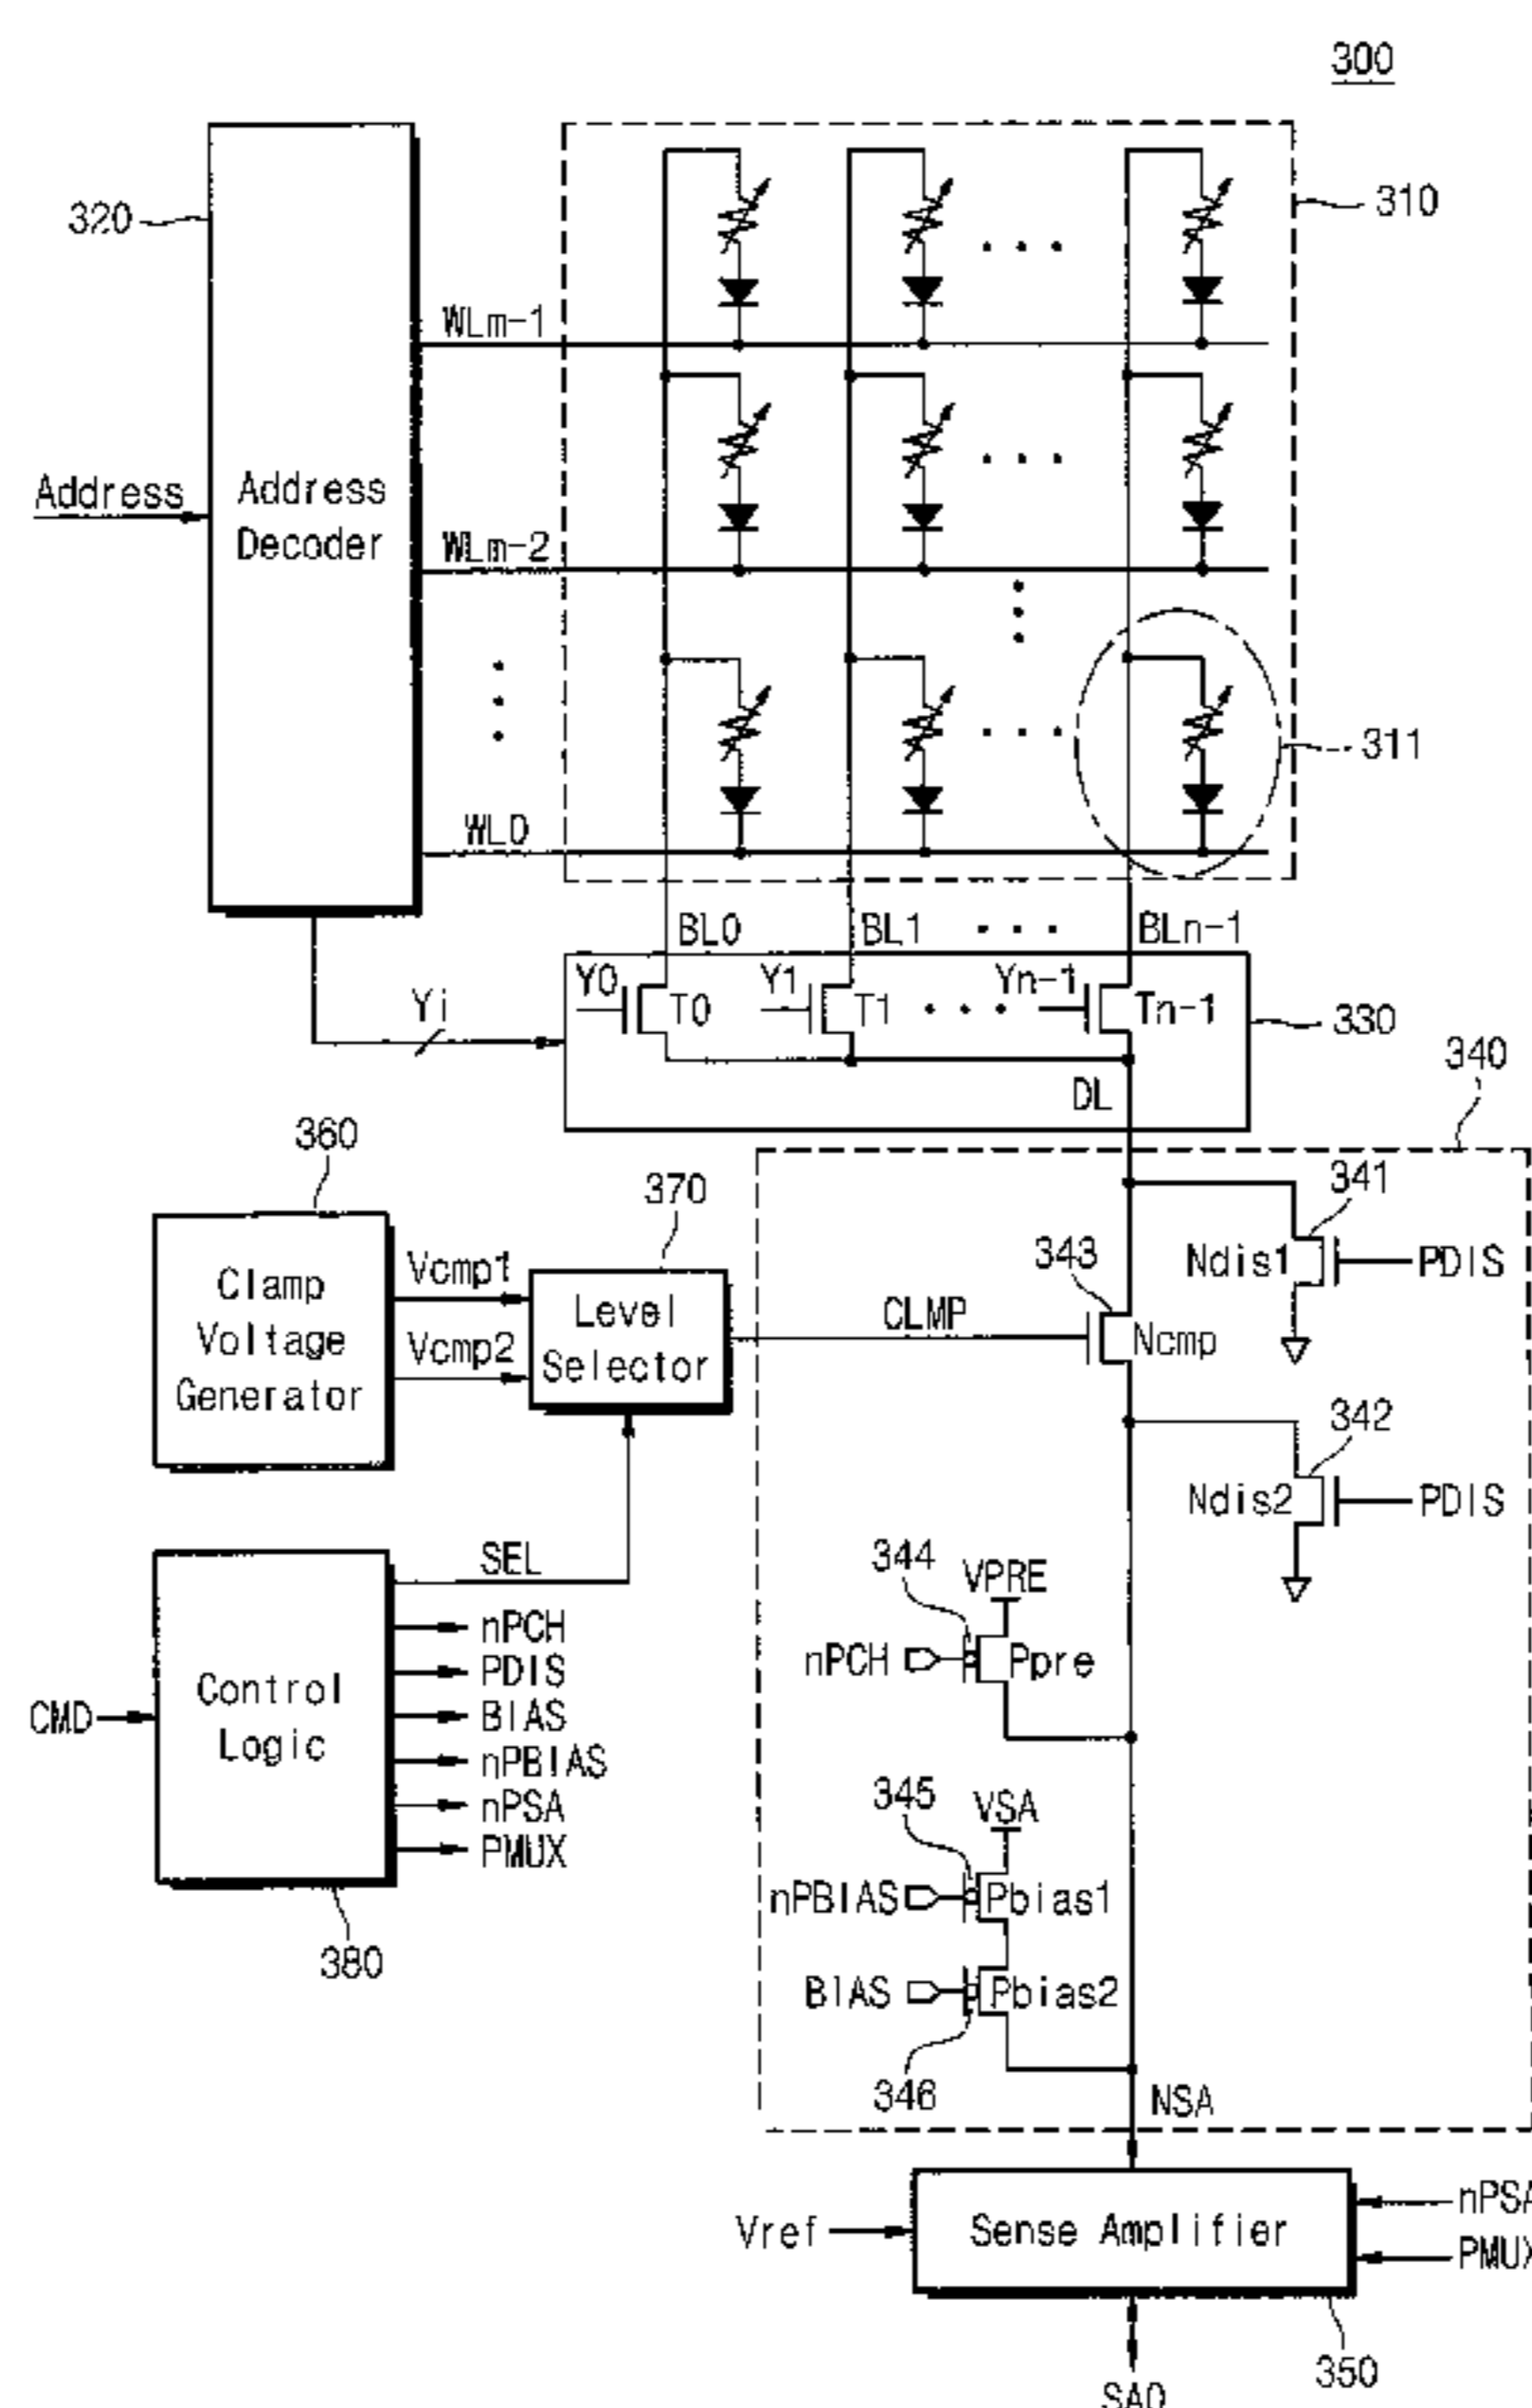 300
320
310
WLm-1
Address
Address
Decoder
WLm-2
311
WL0
BL0
BL1
BLn-1
Yi
Y0
T0
Y1
T1
Yn-1
Tn-1
330
DL
340
360
370
341
Clamp
Voltage
Generator
Vcmp1
Vcmp2
Level
Selector
CLMP
343
Ncmp
Ndis1
PDIS
342
Ndis2
PDIS
SEL
344
VPRE
nPCH
Ppre
CMD
Control
Logic
nPCH
PDIS
BIAS
nPBIAS
nPSA
PMUX
380
345
VSA
nPBIAS
Pbias1
BIAS
Pbias2
346
NSA
Vref
Sense Amplifier
nPSA
PMUX
350
SAO